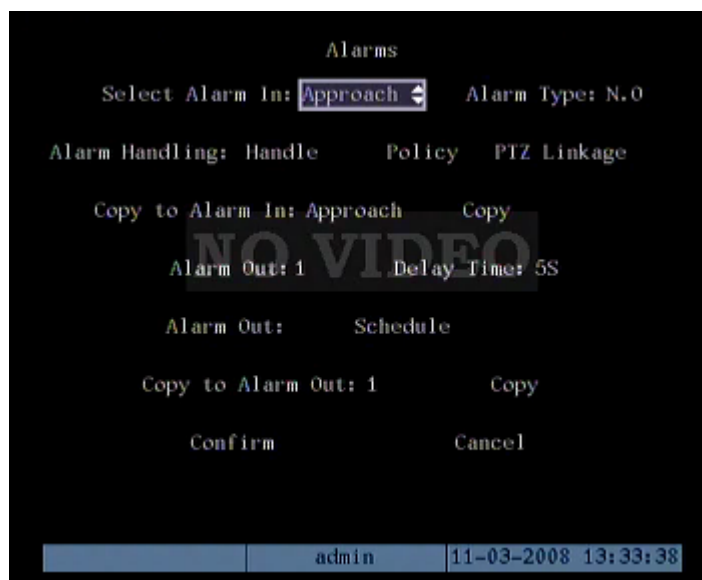 Alarms
Select Alarm In: Approach Alarm Type: N.O
Alarm Handling: Handle Policy PTZ Linkage
Copy to Alarm In: Approach Copy
NO VIDEO
Alarm Out: 1 Delay Time: 5S
Alarm Out: Schedule
Copy to Alarm Out: 1 Copy
Confirm Cancel
admin 11-03-2008 13:33:38